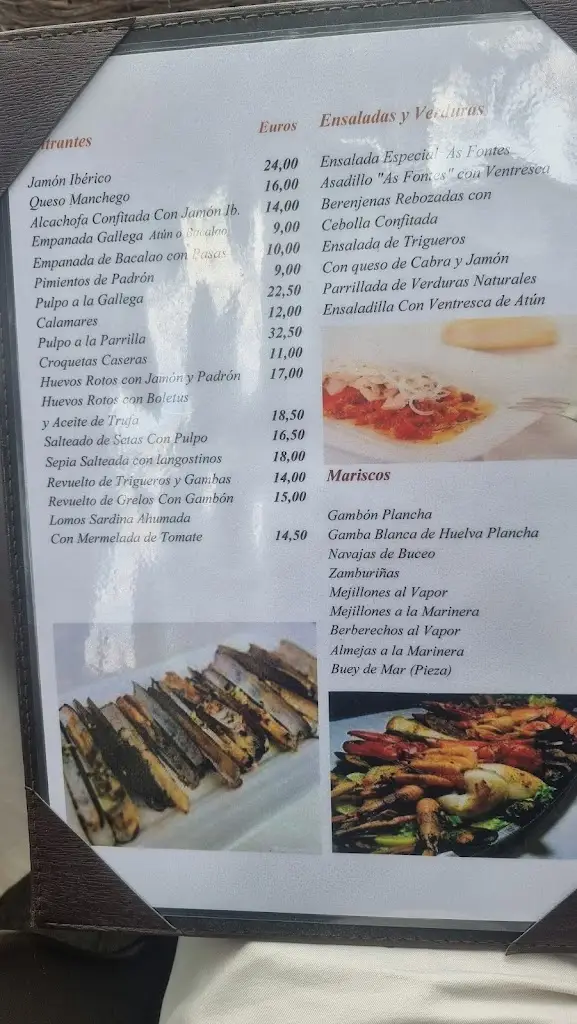 ntrantes Euros
Jamón Ibérico 24,00
Queso Manchego 16,00
Alcachofa Confitada Con Jamón Ib. 14,00
Empanada Gallega Atún o Bacalao 9,00
Empanada de Bacalao con Pasas 10,00
Pimientos de Padrón 9,00
Pulpo a la Gallega 22,50
Calamares 12,00
Pulpo a la Parrilla 32,50
Croquetas Caseras 11,00
Huevos Rotos con Jamón y Padrón 17,00
Huevos Rotos con Boletus
y Aceite de Trufa 18,50
Salteado de Setas Con Pulpo 16,50
Sepia Salteada con langostinos 18,00
Revuelto de Trigueros y Gambas 14,00
Revuelto de Grelos Con Gambón 15,00
Lomos Sardina Ahumada
Con Mermelada de Tomate 14,50
Ensaladas y Verduras
Ensalada Especial As Fontes
Asadillo "As Fontes" con Ventresca
Berenjenas Rebozadas con
Cebolla Confitada
Ensalada de Trigueros
Con queso de Cabra y Jamón
Parrillada de Verduras Naturales
Ensaladilla Con Ventresca de Atún
Mariscos
Gambón Plancha
Gamba Blanca de Huelva Plancha
Navajas de Buceo
Zamburiñas
Mejillones al Vapor
Mejillones a la Marinera
Berberechos al Vapor
Almejas a la Marinera
Buey de Mar (Pieza)